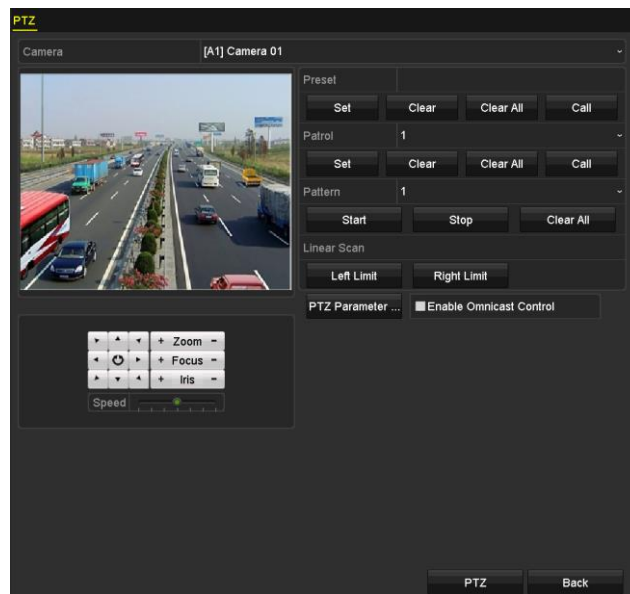 PTZ
Camera [A1] Camera 01
Preset
Set Clear Clear All Call
Patrol 1
Set Clear Clear All Call
Pattern 1
Start Stop Clear All
Linear Scan
Left Limit Right Limit
PTZ Parameter ... Enable Omnicast Control
+ Zoom -
+ Focus -
+ Iris -
Speed
PTZ Back